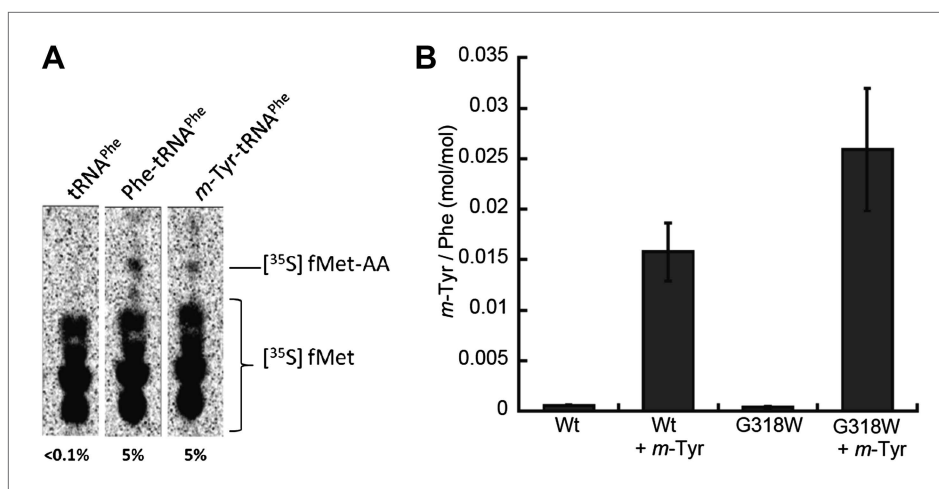 A
tRNAPhe
Phe-tRNAPhe
m-Tyr-tRNAPhe
[35S] fMet-AA
[35S] fMet
<0.1%
5%
5%
B
m-Tyr / Phe (mol/mol)
0.035
0.03
0.025
0.02
0.015
0.01
0.005
0
Wt
Wt
+ m-Tyr
G318W
G318W
+ m-Tyr